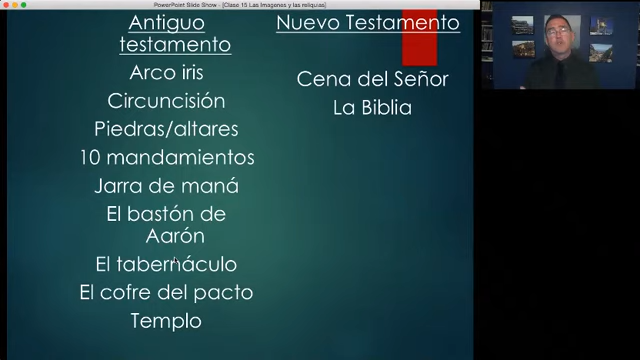 PowerPoint Slide Show - [Clase 15 Las Imagenes y las reliquias]
Antiguo
testamento
Arco iris
Circuncisión
Piedras/altares
10 mandamientos
Jarra de maná
El bastón de
Aarón
El tabernáculo
El cofre del pacto
Templo
Nuevo Testamento
Cena del Señor
La Biblia